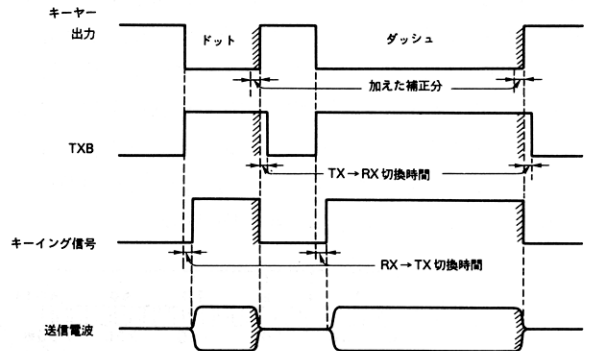 キーヤー
出力
ドット
ダッシュ
加えた補正分
TXB
TX→RX 切換時間
キーイング信号
RX→TX 切換時間
送信電波